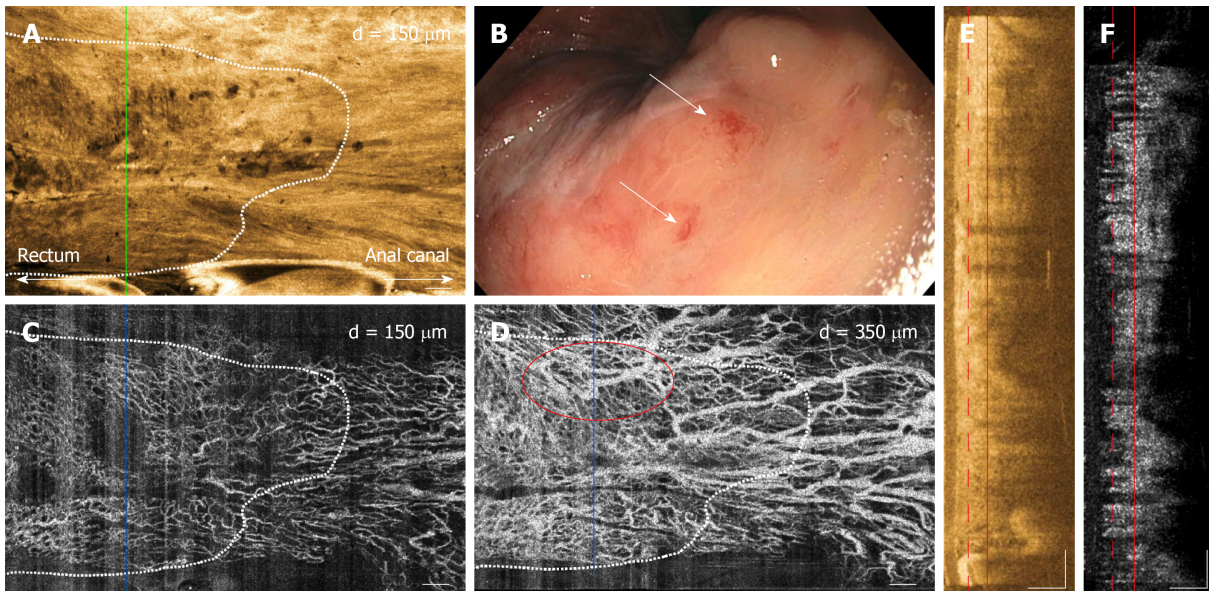 A
d = 150 μm
Rectum
Anal canal
B
C
d = 150 μm
D
d = 350 μm
E
F